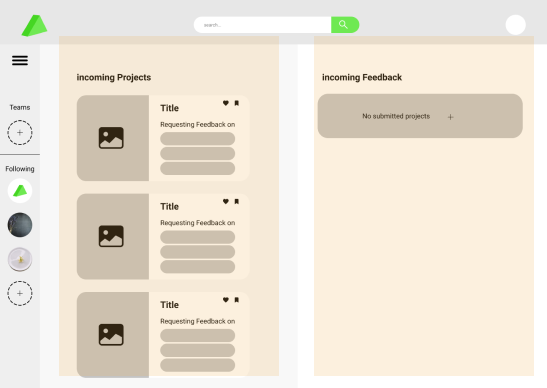 search...
Teams
Following
incoming Projects
Title
Requesting Feedback on
Title
Requesting Feedback on
Title
Requesting Feedback on
incoming Feedback
No submitted projects +